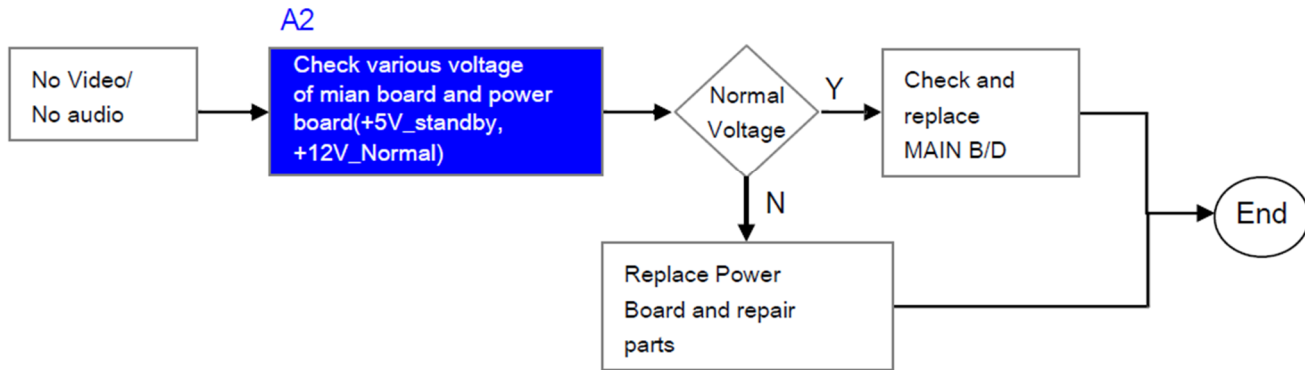 A2
No Video/
No audio
Check various voltage
of mian board and power
board(+5V_standby,
+12V_Normal)
Normal
Voltage
Y
Check and
replace
MAIN B/D
N
Replace Power
Board and repair
parts
End